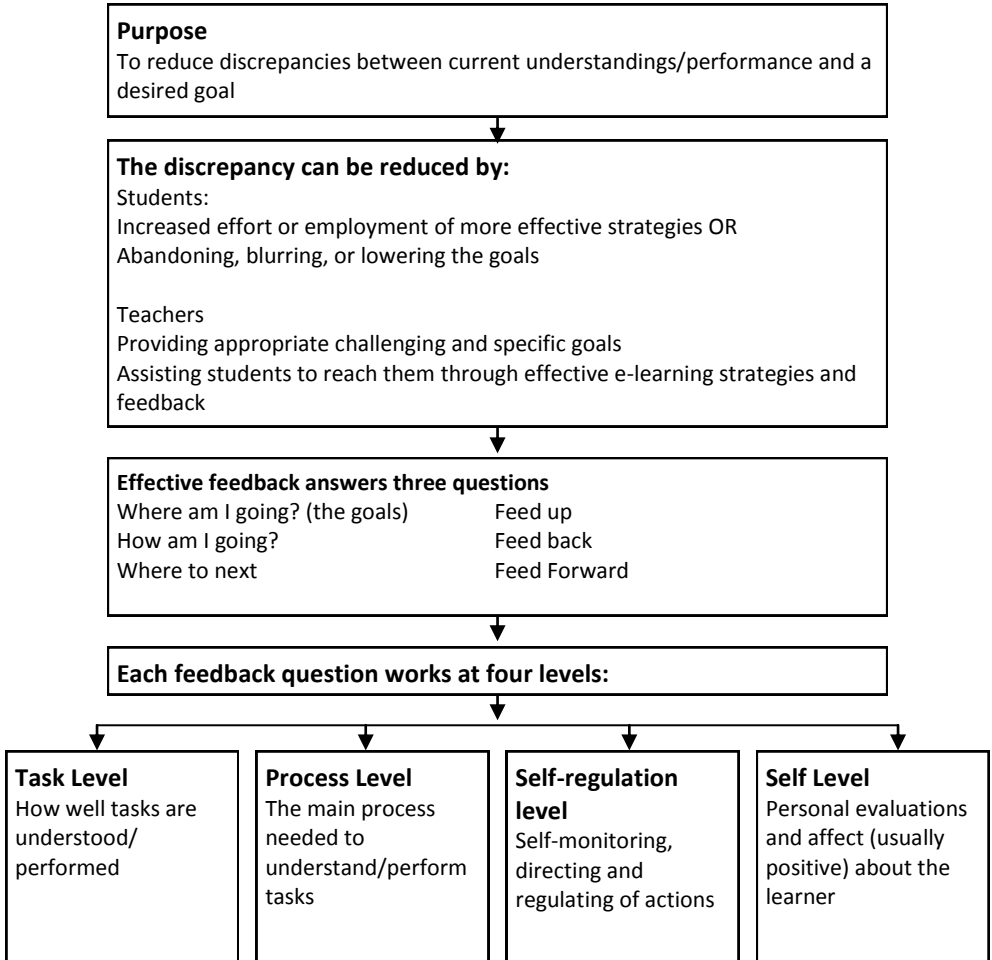 Purpose
To reduce discrepancies between current understandings/performance and a
desired goal
The discrepancy can be reduced by:
Students:
Increased effort or employment of more effective strategies OR
Abandoning, blurring, or lowering the goals
Teachers
Providing appropriate challenging and specific goals
Assisting students to reach them through effective e-learning strategies and
feedback
Effective feedback answers three questions
Where am I going? (the goals) Feed up
How am I going? Feed back
Where to next Feed Forward
Each feedback question works at four levels:
Task Level
How well tasks are
understood/
performed
Process Level
The main process
needed to
understand/perform
tasks
Self-regulation
level
Self-monitoring,
directing and
regulating of actions
Self Level
Personal evaluations
and affect (usually
positive) about the
learner